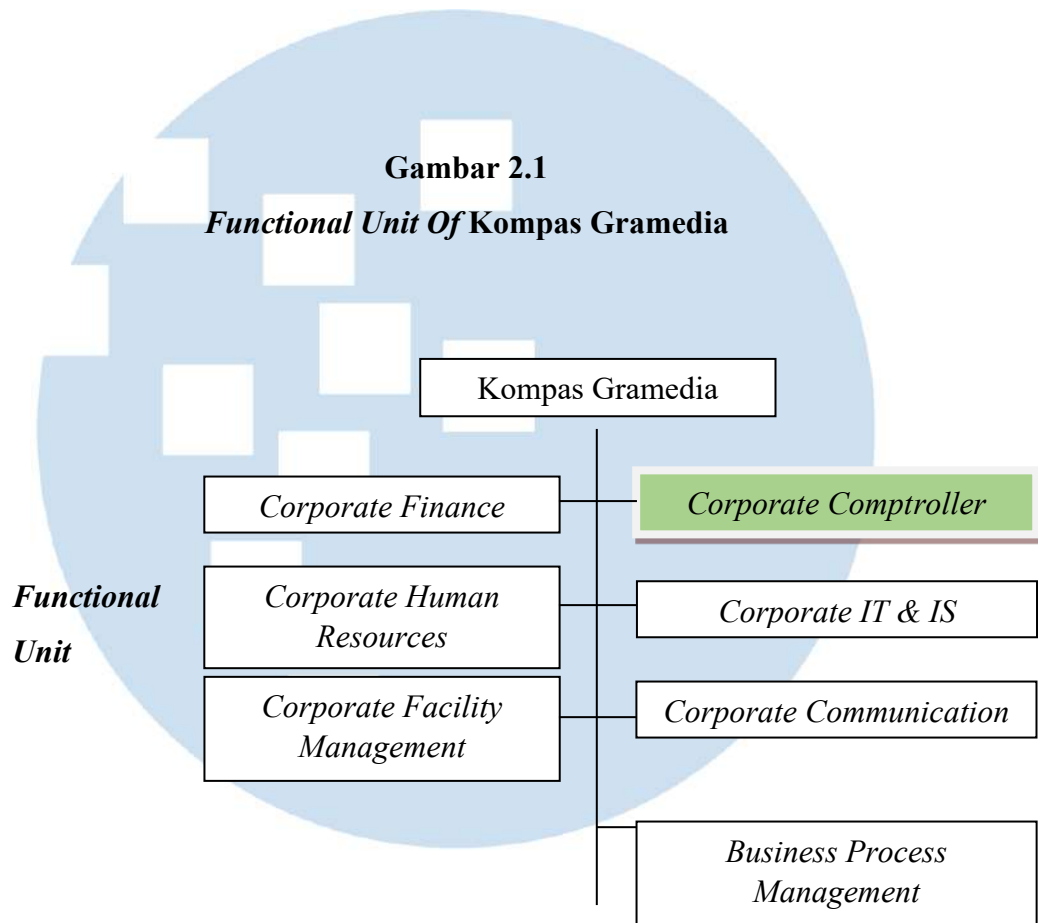 Gambar 2.1
Functional Unit Of Kompas Gramedia
Kompas Gramedia
Corporate Finance
Corporate Comptroller
Functional
Unit
Corporate Human
Resources
Corporate IT & IS
Corporate Facility
Management
Corporate Communication
Business Process
Management